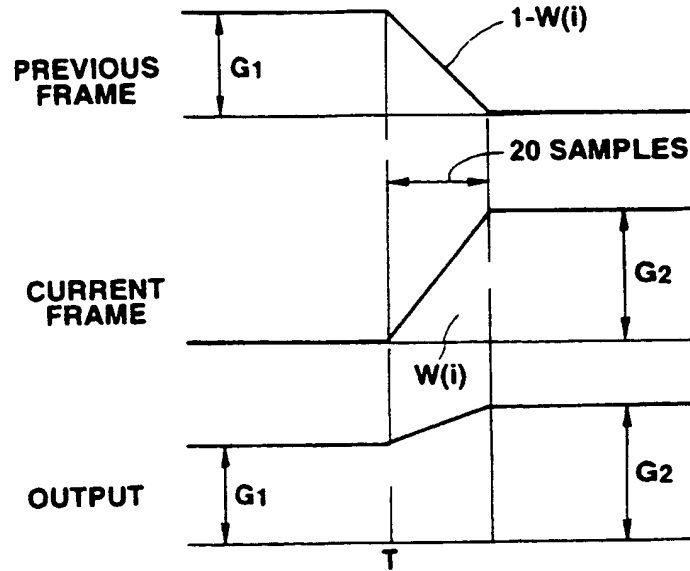 1-W(i)
PREVIOUS
FRAME
G1
20 SAMPLES
CURRENT
FRAME
G2
W(i)
OUTPUT
G1
G2
T